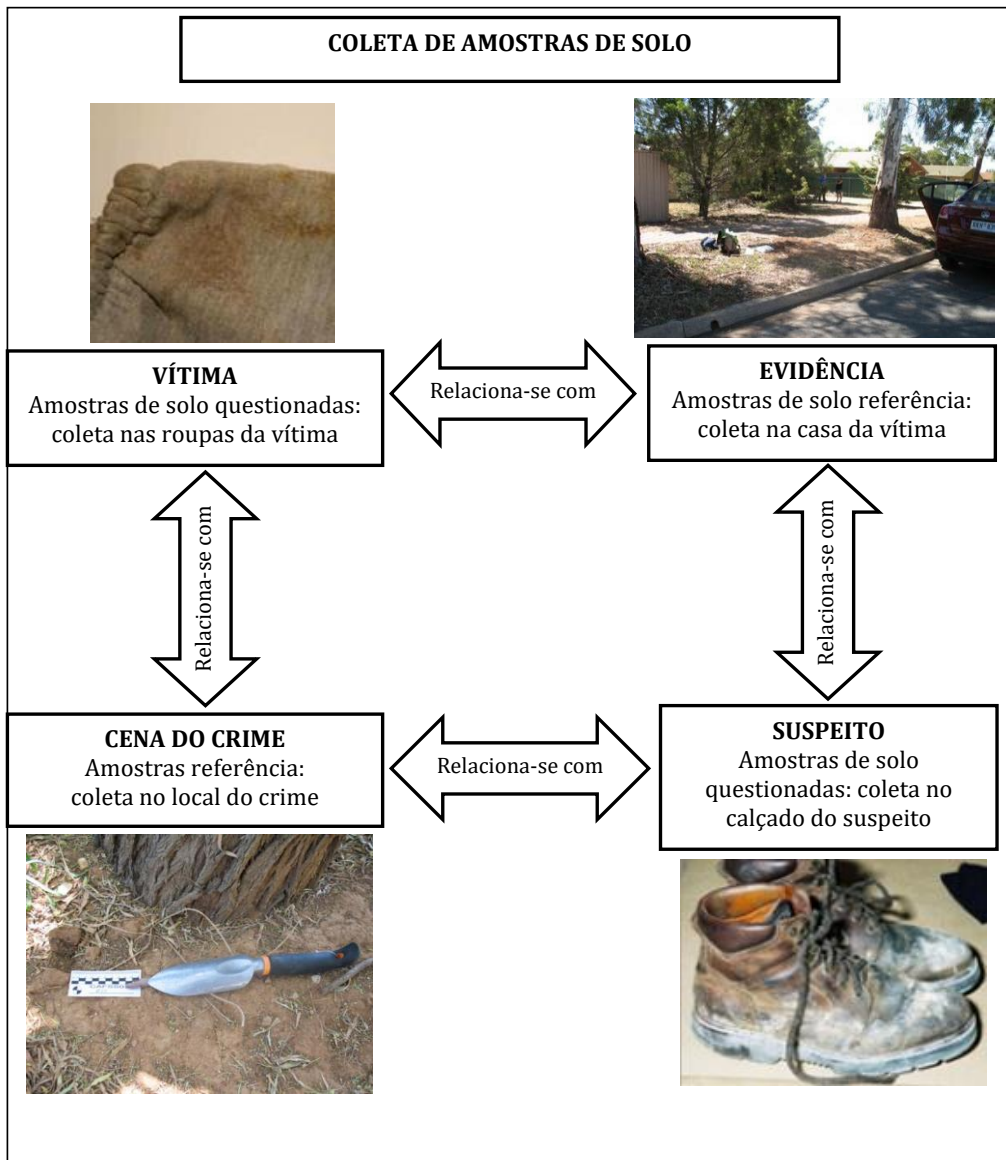 COLETA DE AMOSTRAS DE SOLO
VÍTIMA
Amostras de solo questionadas:
coleta nas roupas da vítima
Relaciona-se com
EVIDÊNCIA
Amostras de solo referência:
coleta na casa da vítima
Relaciona-se com
Relaciona-se com
CENA DO CRIME
Amostras referência:
coleta no local do crime
Relaciona-se com
SUSPEITO
Amostras de solo
questionadas: coleta no
calçado do suspeito